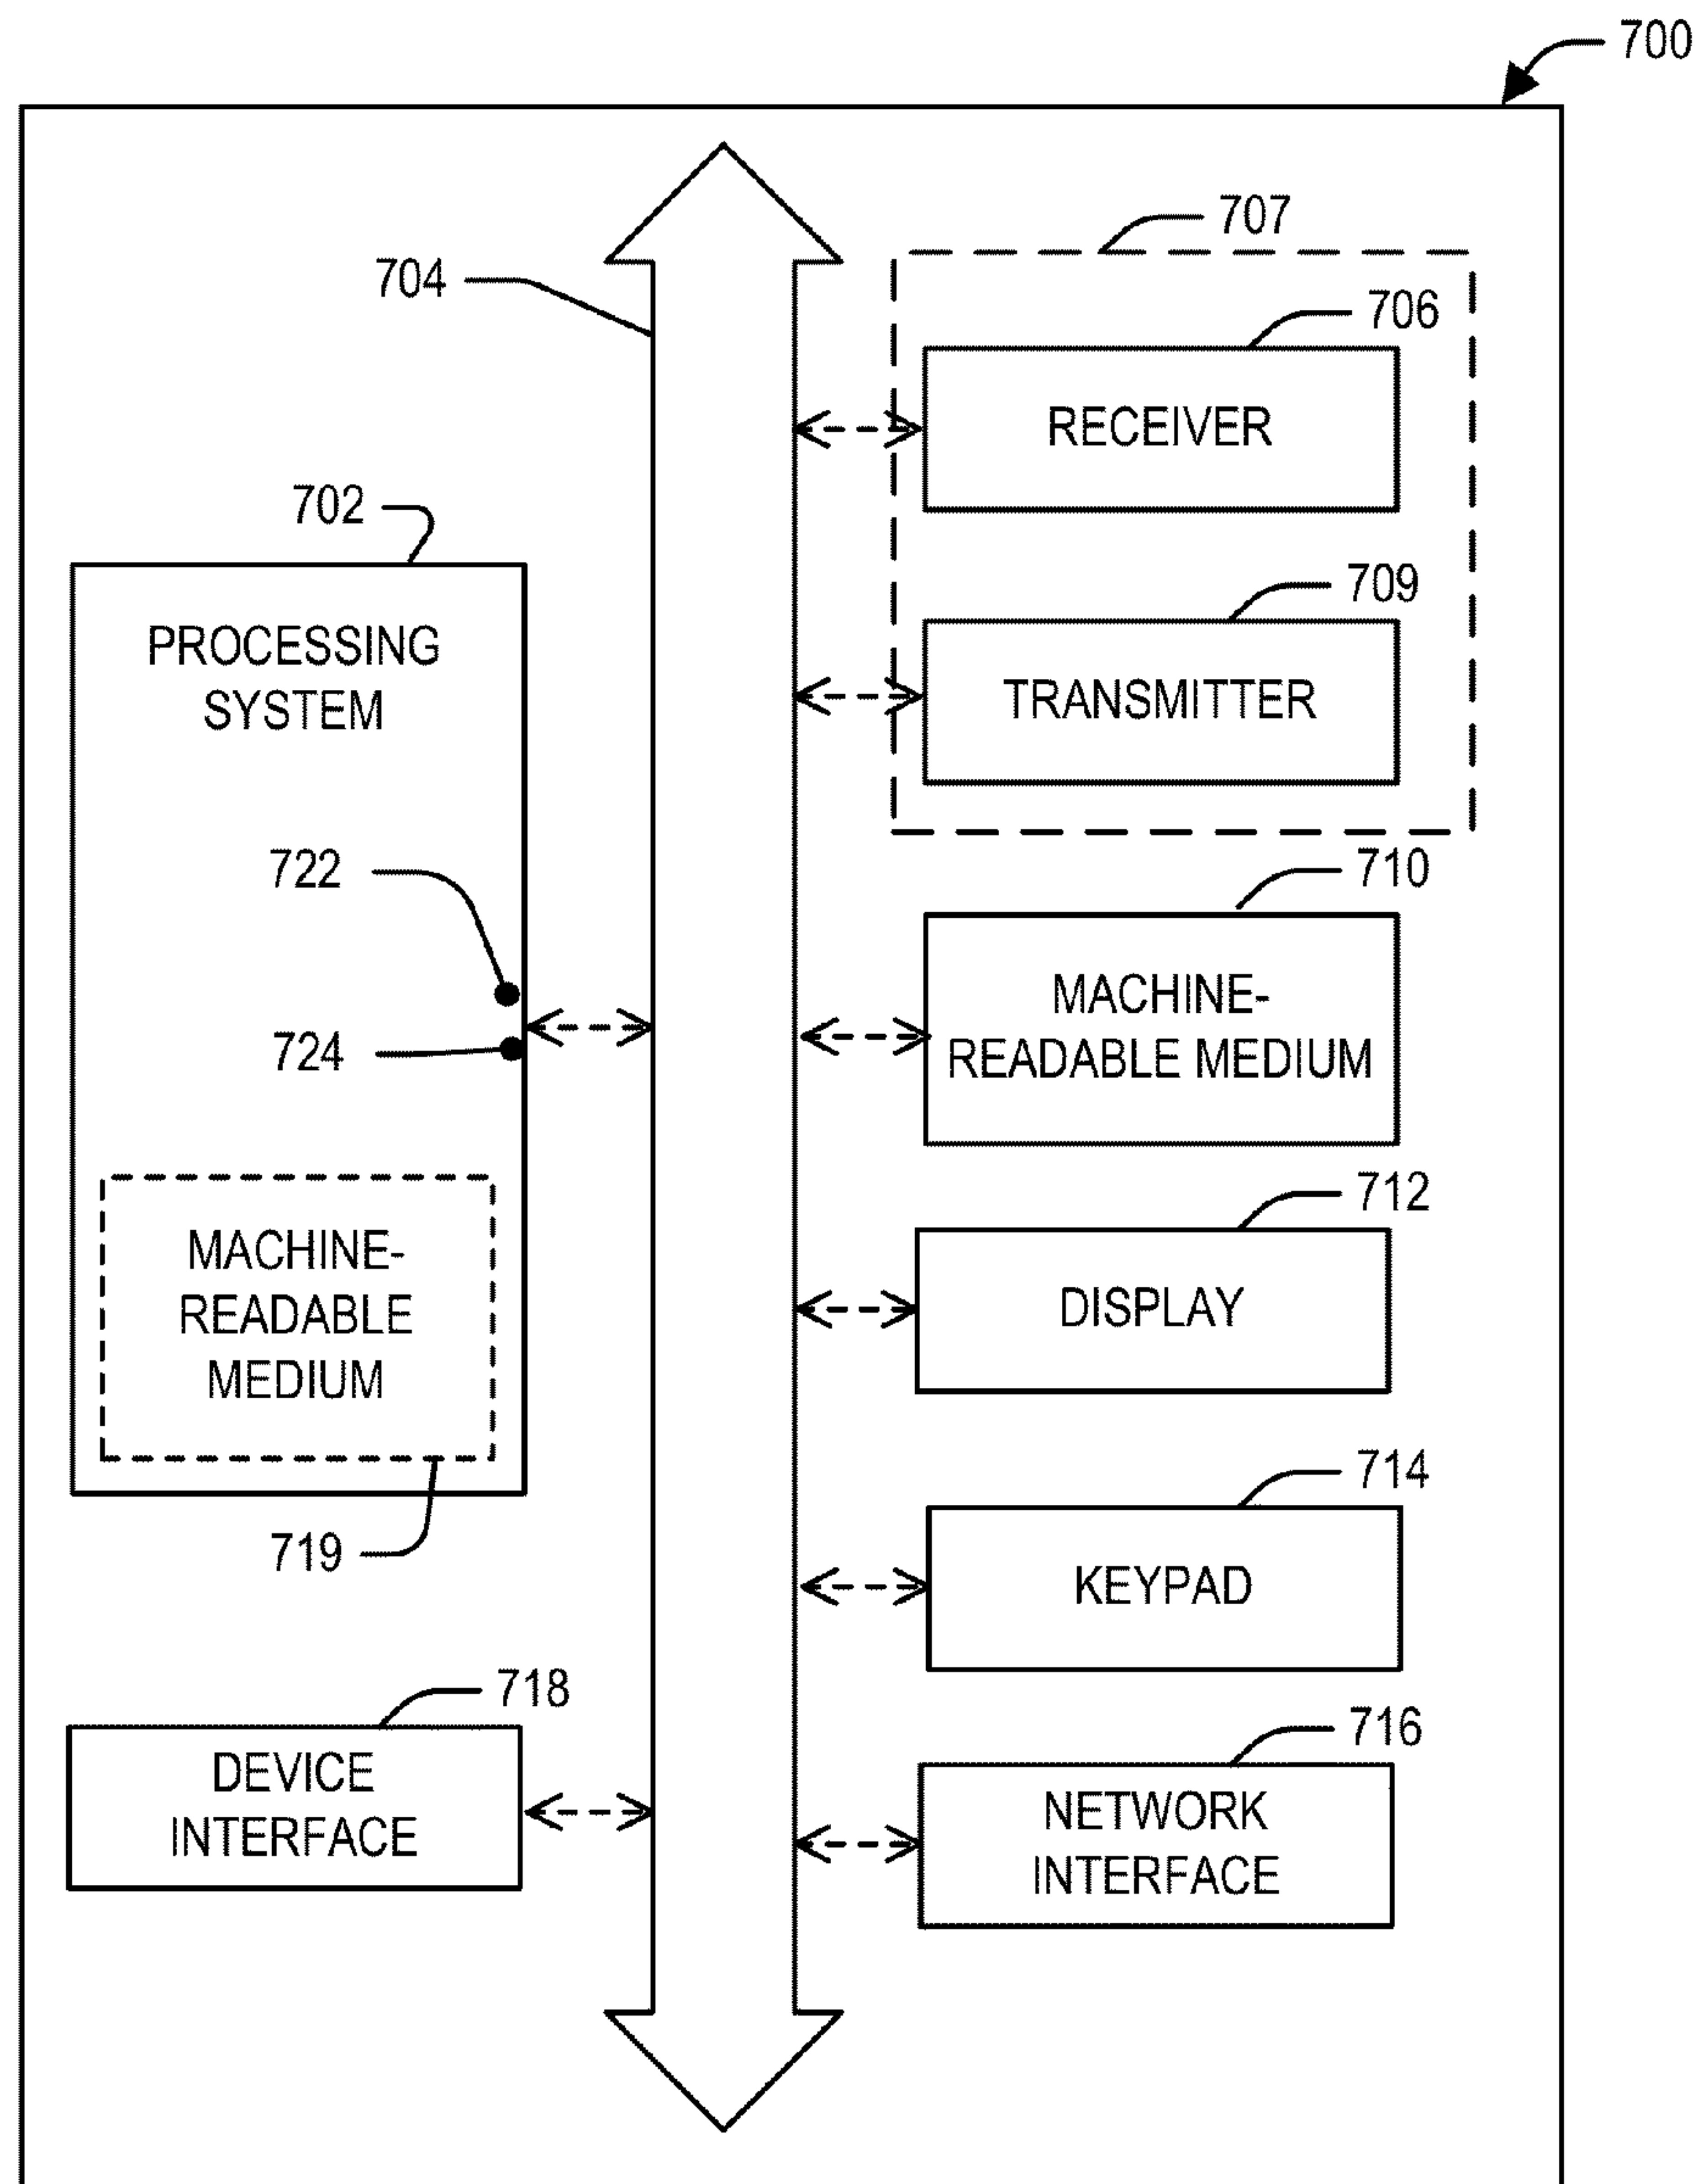 700
707
704
706
RECEIVER
702
709
PROCESSING
SYSTEM
TRANSMITTER
722
710
MACHINE-
READABLE MEDIUM
724
712
MACHINE-
READABLE
MEDIUM
DISPLAY
714
719
KEYPAD
718
716
DEVICE
INTERFACE
NETWORK
INTERFACE